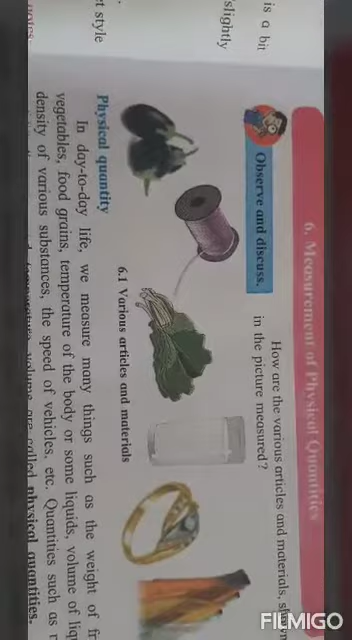 is a bit
slightly
et style
6. Measurement of Physical Quantities
Observe and discuss.
How are the various articles and materials,
in the picture measured?
6.1 Various articles and materials
Physical quantity
In day-to-day life, we measure many things such as the weight of
vegetables, food grains, temperature of the body or some liquids, volume of
density of various substances, the speed of vehicles, etc. Quantities such as
volume are called physical quantities.
FILMIGO